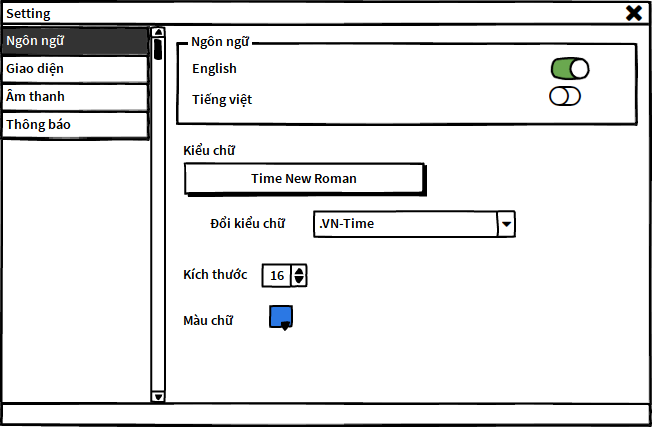 Setting
Ngôn ngữ
Giao diện
Âm thanh
Thông báo
Ngôn ngữ
English
Tiếng việt
Kiểu chữ
Time New Roman
Đổi kiểu chữ
.VN-Time
Kích thước
16
Màu chữ